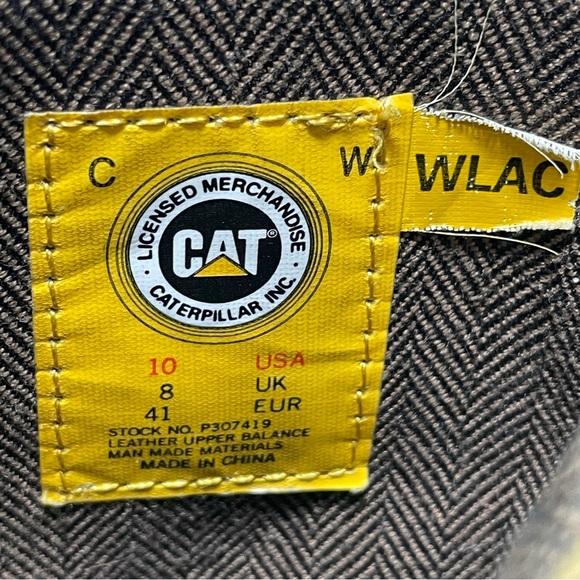 C W WLAC
· LICENSED MERCHANDISE ·
CAT®
CATERPILLAR INC.
10 USA
8 UK
41 EUR
STOCK NO. P307419
LEATHER UPPER BALANCE
MAN MADE MATERIALS
MADE IN CHINA